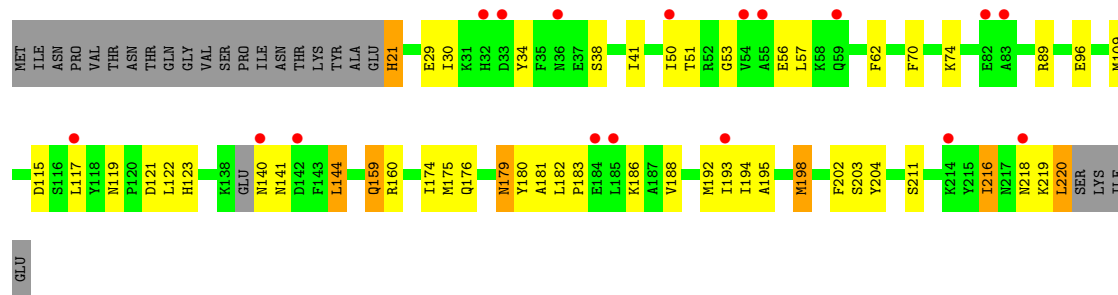 MET ILE ASN PRO VAL THR ASN THR GLN GLY VAL SER PRO ILE ASN THR LYS TYR ALA GLU H21 E29 I30 K31 H32 D33 Y34 F35 N36 E37 S38 I41 I50 T51 R52 G53 V54 A55 E56 L57 K58 Q59 F62 F70 K74 E82 A83 R89 E96 M109
D115 S116 L117 Y118 N119 P120 D121 L122 H123 K138 GLU N140 N141 D142 F143 L144 Q159 R160 I174 M175 Q176 N179 Y180 A181 L182 P183 E184 L185 K186 A187 V188 M192 I193 I194 A195 M198 F202 S203 Y204 S211 K214 Y215 I216 N217 N218 K219 L220 SER LYS ILE
GLU